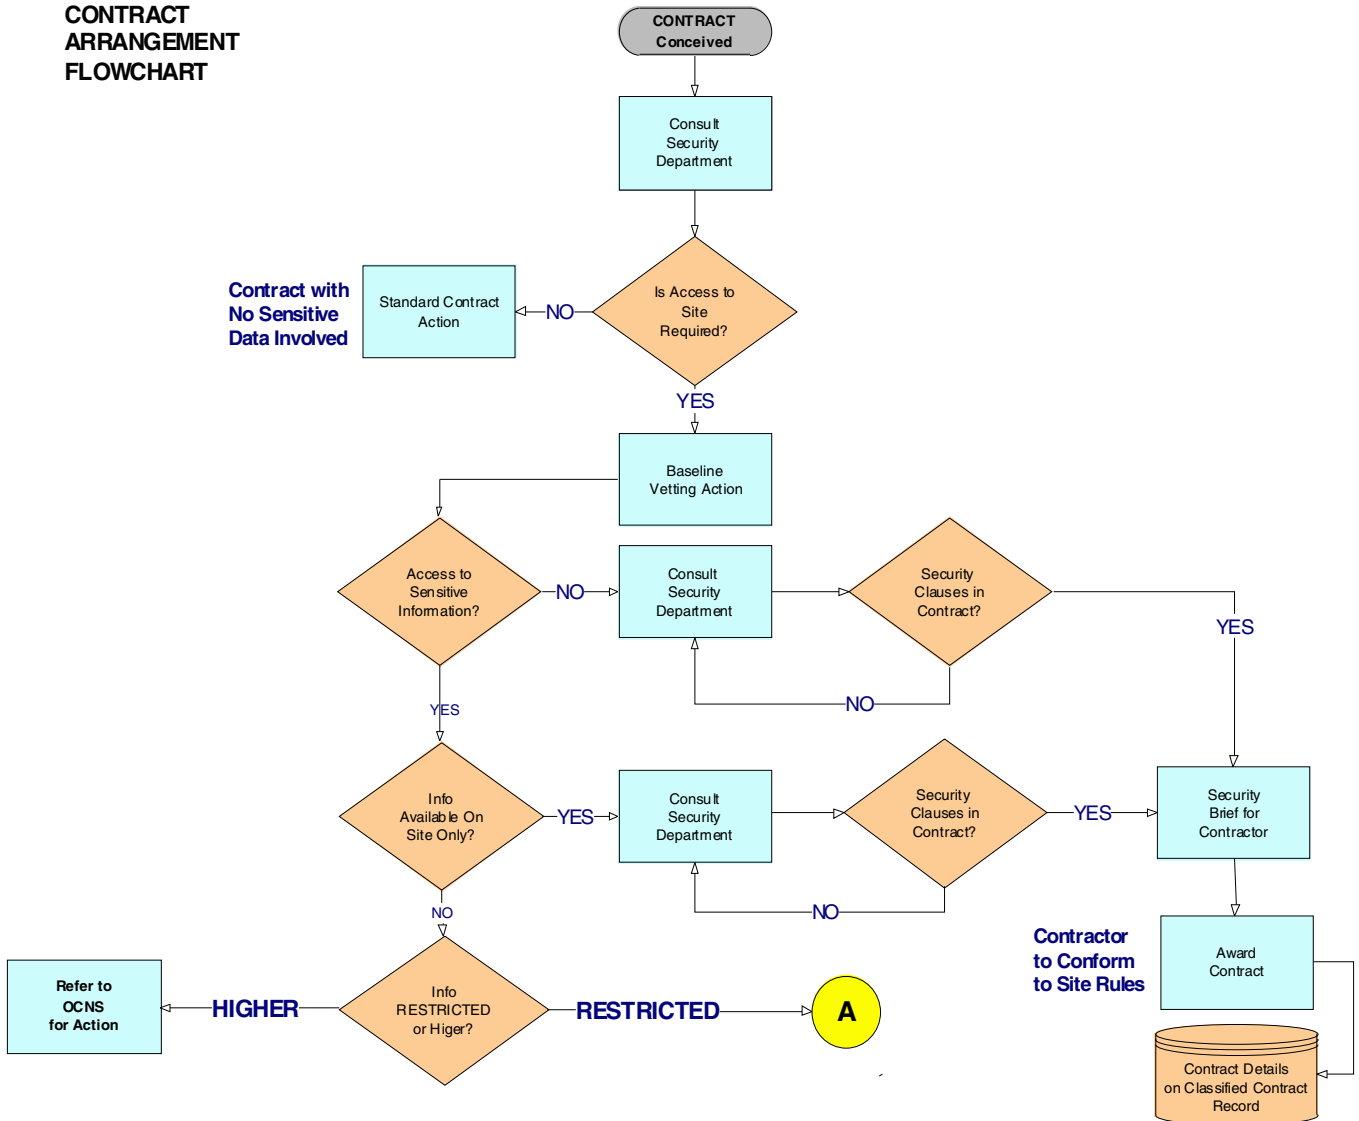 CONTRACT
ARRANGEMENT
FLOWCHART
CONTRACT
Conceived
Consult
Security
Department
Is Access to
Site
Required?
NO
Standard Contract
Action
Contract with
No Sensitive
Data Involved
YES
Baseline
Vetting Action
Access to
Sensitive
Information?
NO
Consult
Security
Department
Security
Clauses in
Contract?
YES
NO
YES
Info
Available On
Site Only?
YES
Consult
Security
Department
Security
Clauses in
Contract?
YES
Security
Brief for
Contractor
NO
NO
Contractor
to Conform
to Site Rules
Award
Contract
Refer to
OCNS
for Action
HIGHER
Info
RESTRICTED
or Higer?
RESTRICTED
A
Contract Details
on Classified Contract
Record